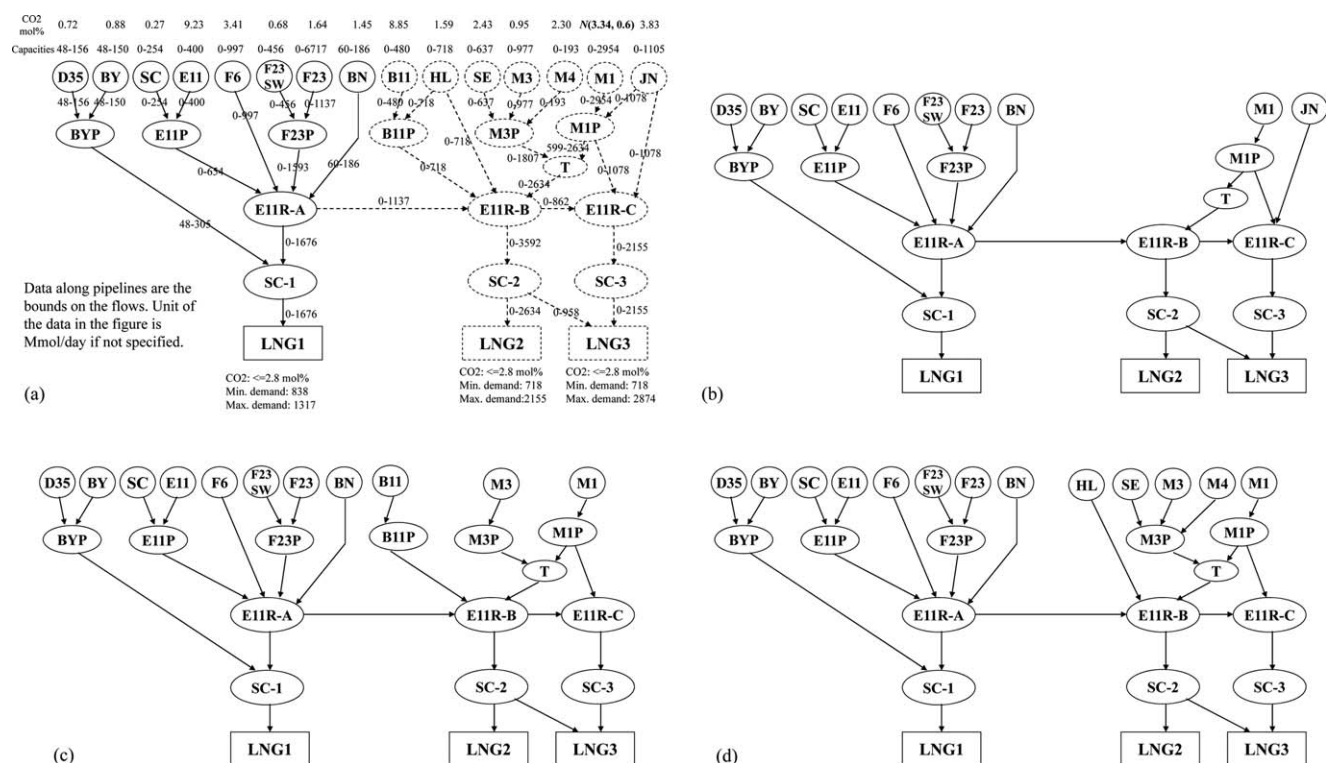 CO2 mol% 0.72 0.88 0.27 9.23 3.41 0.68 1.64 1.45 8.85 1.59 2.43 0.95 2.30 N(3.34, 0.6) 3.83
Capacities 48-156 48-150 0-254 0-400 0-997 0-456 0-6717 60-186 0-480 0-718 0-637 0-977 0-193 0-2954 0-1105
D35 BY SC E11 F6 F23 SW F23 BN B11 HL SE M3 M4 M1 JN
48-156 48-150 0-254 0-400 0-997 0-456 0-1137 0-480 0-718 0-637 0-977 0-193 0-2954 0-1078
BYP E11P F23P B11P M3P M1P
0-654 0-1593 60-186 0-718 0-718 0-1807 599-2634 0-1078 0-1078
T
0-2634
E11R-A 0-1137 E11R-B 0-862 E11R-C
48-305 0-1676 0-3592 0-2155
SC-1 SC-2 SC-3
0-1676 0-2634 0-958 0-2155
LNG1 LNG2 LNG3
Data along pipelines are the
bounds on the flows. Unit of
the data in the figure is
Mmol/day if not specified.
CO2: <=2.8 mol% CO2: <=2.8 mol% CO2: <=2.8 mol%
Min. demand: 838 Min. demand: 718 Min. demand: 718
Max. demand: 1317 Max. demand:2155 Max. demand: 2874
(a)
D35 BY SC E11 F6 F23 SW F23 BN M1 JN
BYP E11P F23P M1P
T
E11R-A E11R-B E11R-C
SC-1 SC-2 SC-3
LNG1 LNG2 LNG3
(b)
D35 BY SC E11 F6 F23 SW F23 BN B11 M3 M1
BYP E11P F23P B11P M3P M1P
T
E11R-A E11R-B E11R-C
SC-1 SC-2 SC-3
LNG1 LNG2 LNG3
(c)
D35 BY SC E11 F6 F23 SW F23 BN HL SE M3 M4 M1
BYP E11P F23P M3P M1P
T
E11R-A E11R-B E11R-C
SC-1 SC-2 SC-3
LNG1 LNG2 LNG3
(d)